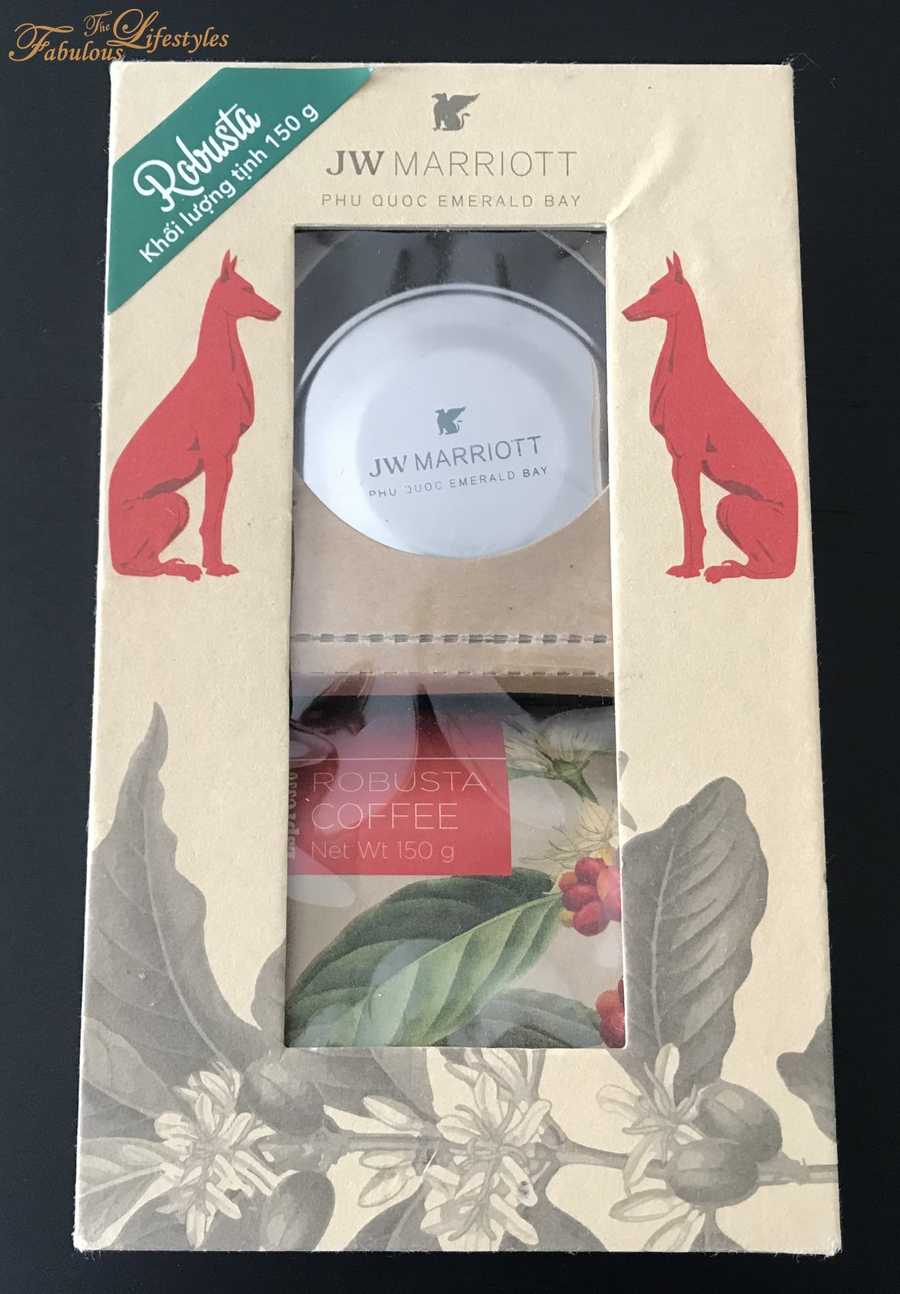 The
Fabulous Lifestyles
Robusta
Khối lượng tịnh 150 g
JW MARRIOTT
PHU QUOC EMERALD BAY
JW MARRIOTT
PHU QUOC EMERALD BAY
ROBUSTA
COFFEE
Net Wt 150 g